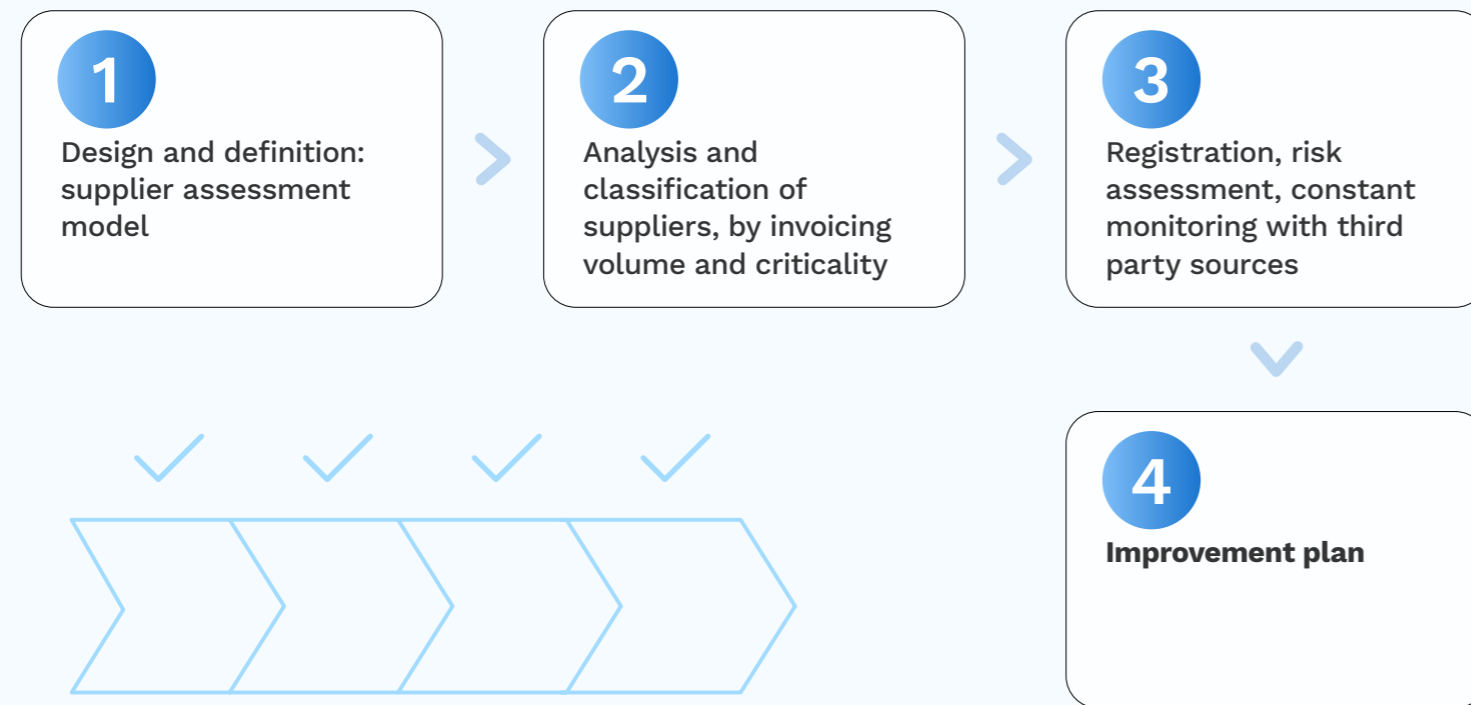 1
Design and definition:
supplier assessment
model
2
Analysis and
classification of
suppliers, by invoicing
volume and criticality
3
Registration, risk
assessment, constant
monitoring with third
party sources
4
Improvement plan